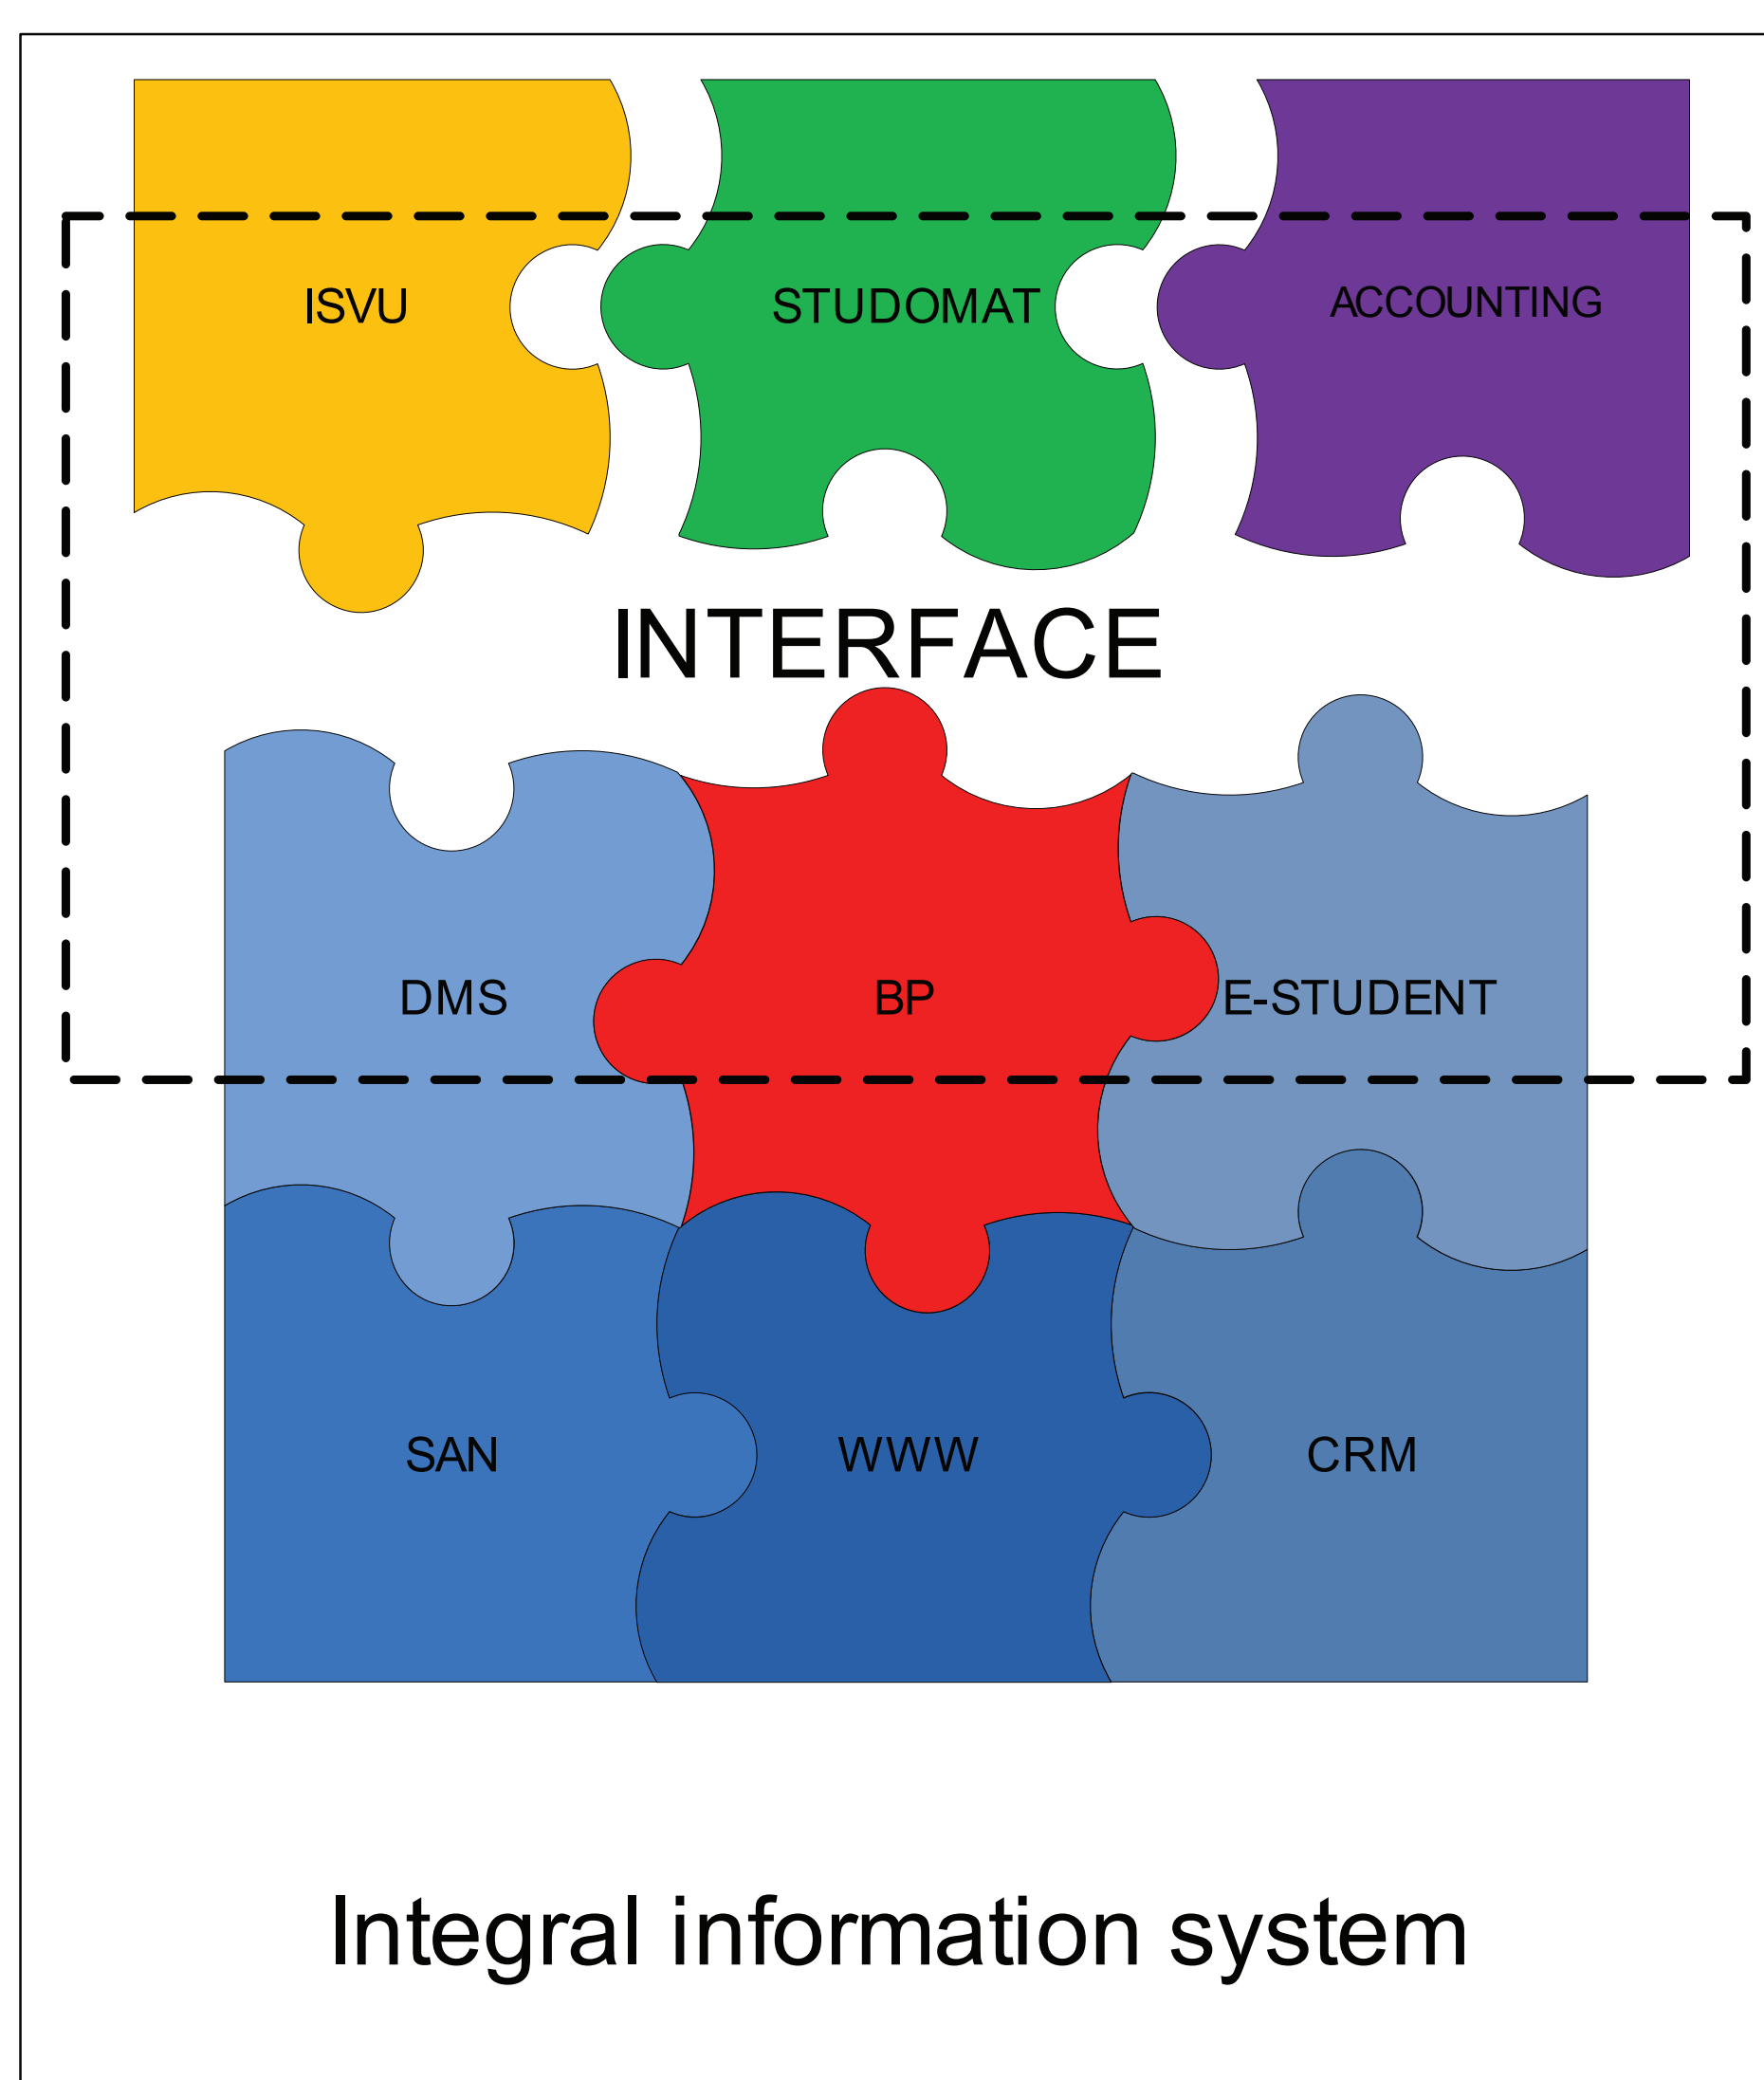 ISVU
STUDOMAT
ACCOUNTING
INTERFACE
DMS
BP
E-STUDENT
SAN
WWW
CRM
Integral information system